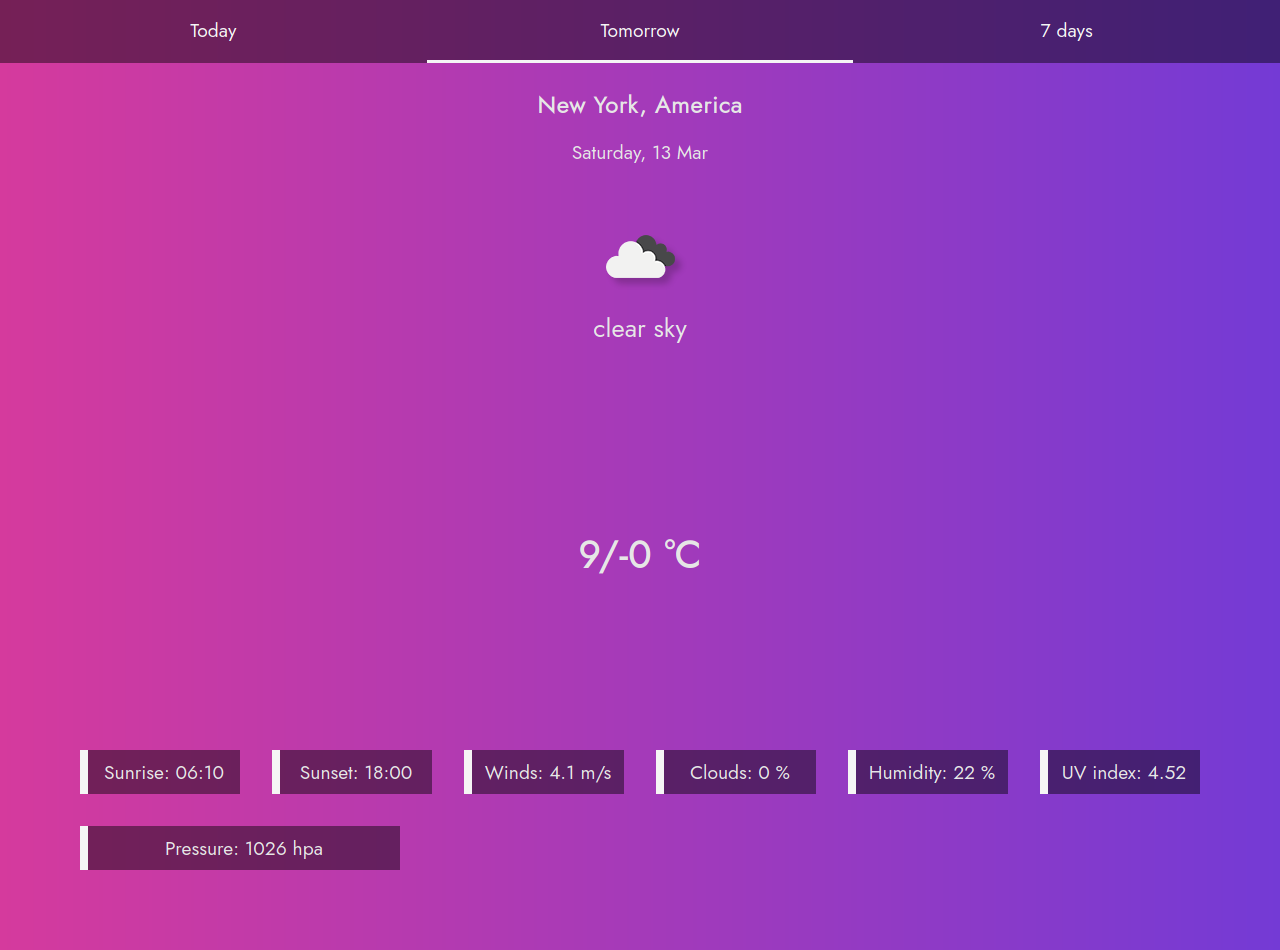 Today
Tomorrow
7 days
New York, America
Saturday, 13 Mar
clear sky
9/-0 °C
Sunrise: 06:10
Sunset: 18:00
Winds: 4.1 m/s
Clouds: 0 %
Humidity: 22 %
UV index: 4.52
Pressure: 1026 hpa